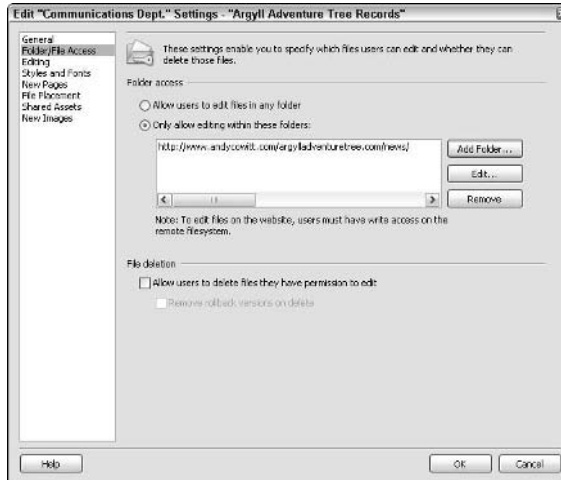 Edit "Communications Dept." Settings - "Argyll Adventure Tree Records"
General
Folder/File Access
Editing
Styles and Fonts
New Pages
File Placement
Shared Assets
New Images
These settings enable you to specify which files users can edit and whether they can
delete those files.
Folder access
Allow users to edit files in any folder
Only allow editing within these folders:
http://www.andycowitt.com/argylladventuretree.com/news/
Add Folder...
Edit...
Remove
Note: To edit files on the website, users must have write access on the
remote filesystem.
File deletion
Allow users to delete files they have permission to edit
Remove rollback versions on delete
Help
OK
Cancel